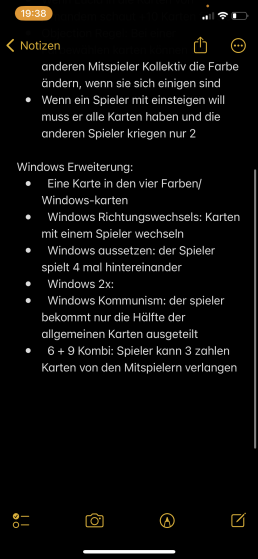 19:38
Notizen
anderen Mitspieler Kollektiv die Farbe
ändern, wenn sie sich einigen sind
Wenn ein Spieler mit einsteigen will
muss er alle Karten haben und die
anderen Spieler kriegen nur 2
Windows Erweiterung:
Eine Karte in den vier Farben/
Windows-karten
Windows Richtungswechsels: Karten
mit einem Spieler wechseln
Windows aussetzen: der Spieler
spielt 4 mal hintereinander
Windows 2x:
Windows Kommunism: der spieler
bekommt nur die Hälfte der
allgemeinen Karten ausgeteilt
6 + 9 Kombi: Spieler kann 3 zahlen
Karten von den Mitspielern verlangen